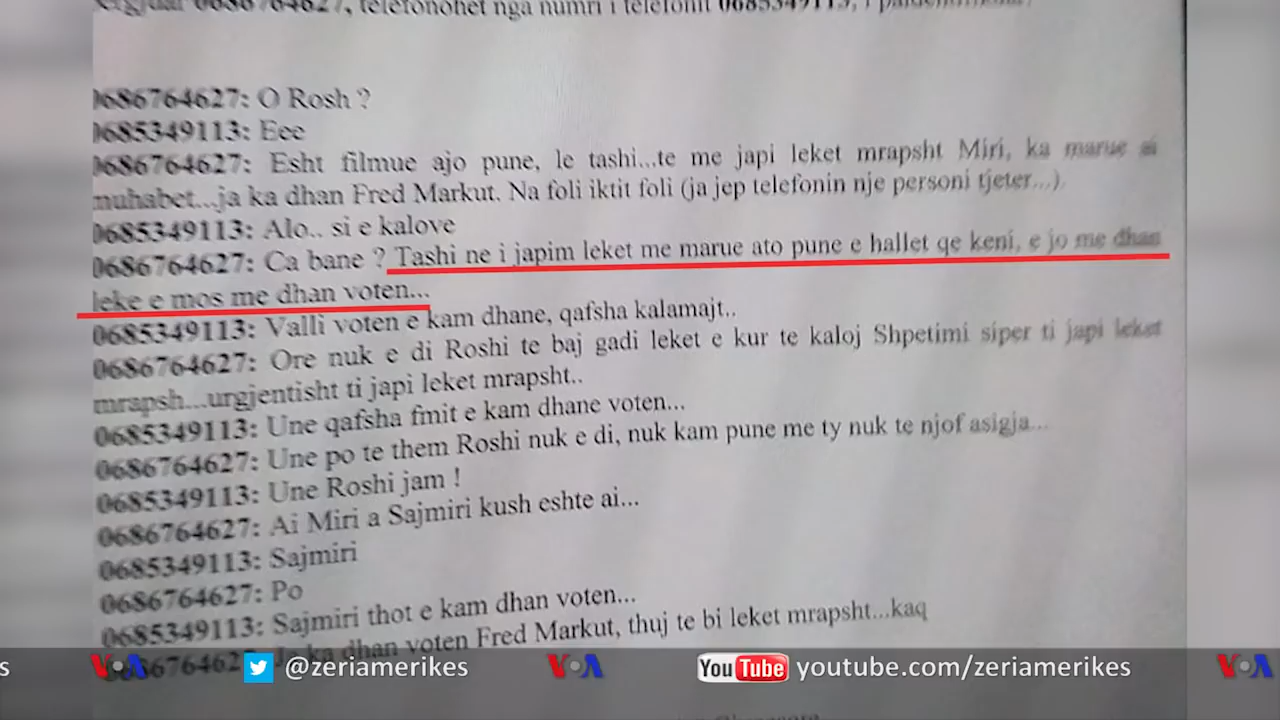 0686764627, telefonohet nga numri i telefonit 0685349113,
0686764627: O Rosh ?
0685349113: Eee
0686764627: Esht filmue ajo pune, le tashi...te me japi leket mrapsht Miri, ka marue ai
muhabet...ja ka dhan Fred Markut. Na foli iktit foli (ja jep telefonin nje personi tjeter...).
0685349113: Alo.. si e kalove
0686764627: Ca bane ? Tashi ne i japim leket me marue ato pune e hallet qe keni, e jo me dhan
leke e mos me dhan voten...
0685349113: Valli voten e kam dhane, qafsha kalamajt..
0686764627: Ore nuk e di Roshi te baj gadi leket e kur te kaloj Shpetimi siper ti japi leket
mrapsh...urgjentisht ti japi leket mrapsht..
0685349113: Une qafsha fmit e kam dhane voten...
0686764627: Une po te them Roshi nuk e di, nuk kam pune me ty nuk te njof asigja...
0685349113: Une Roshi jam !
0686764627: Ai Miri a Sajmiri kush eshte ai...
0685349113: Sajmiri
0686764627: Po
0685349113: Sajmiri thot e kam dhan voten...
ka dhan voten Fred Markut, thuj te bi leket mrapsht...kaq
s VOA @zeriamerikes VOA YouTube youtube.com/zeriamerikes VOA